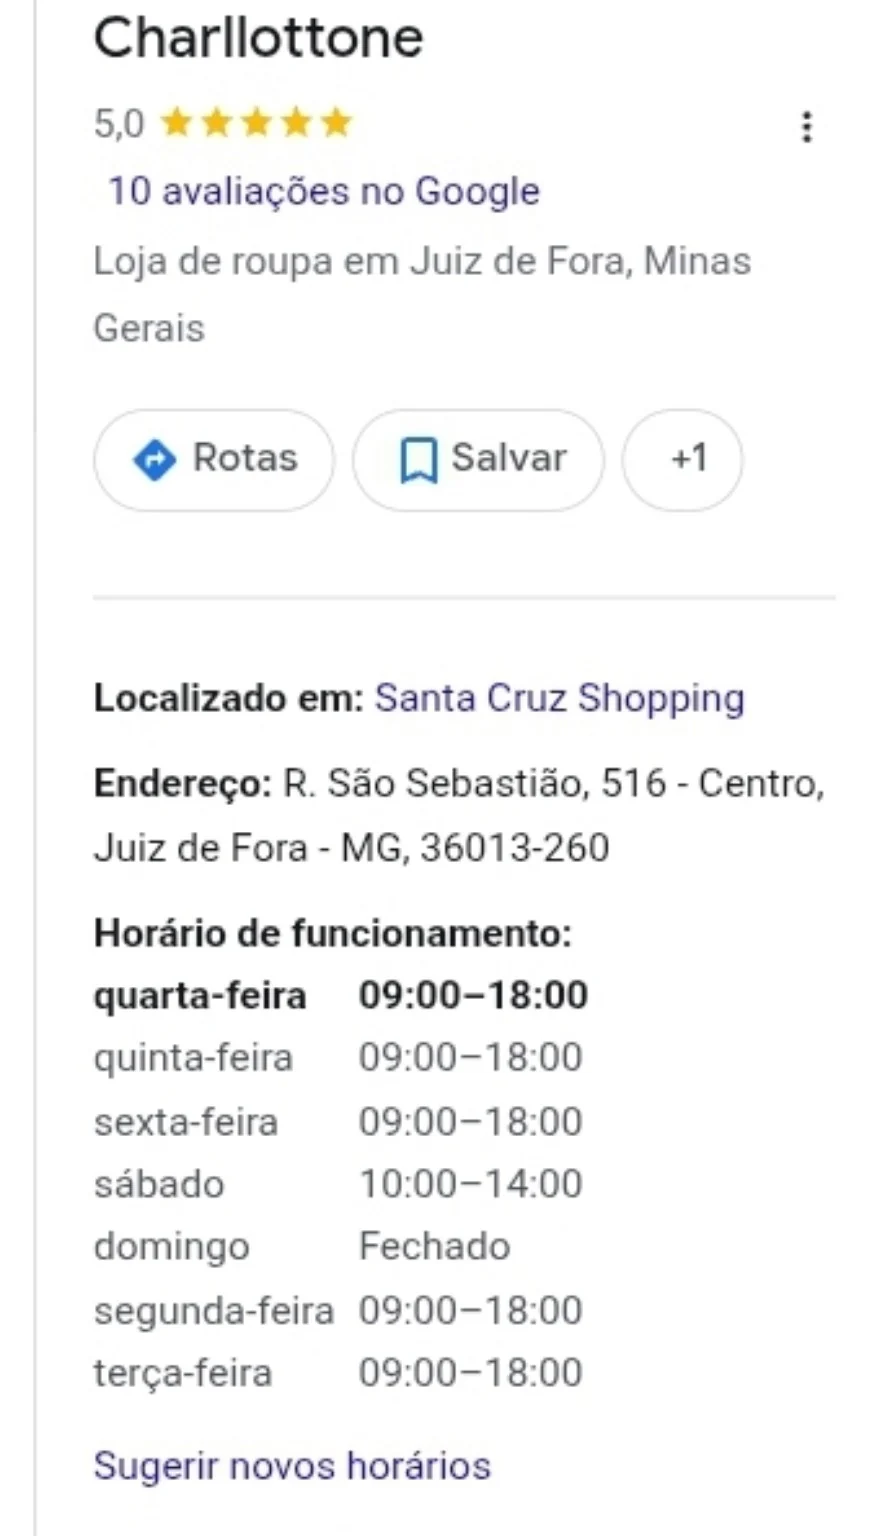 Charllottone
5,0
10 avaliações no Google
Loja de roupa em Juiz de Fora, Minas
Gerais
Rotas
Salvar
+1
Localizado em: Santa Cruz Shopping
Endereço: R. São Sebastião, 516 - Centro,
Juiz de Fora - MG, 36013-260
Horário de funcionamento:
quarta-feira 09:00–18:00
quinta-feira 09:00–18:00
sexta-feira 09:00–18:00
sábado 10:00–14:00
domingo Fechado
segunda-feira 09:00–18:00
terça-feira 09:00–18:00
Sugerir novos horários